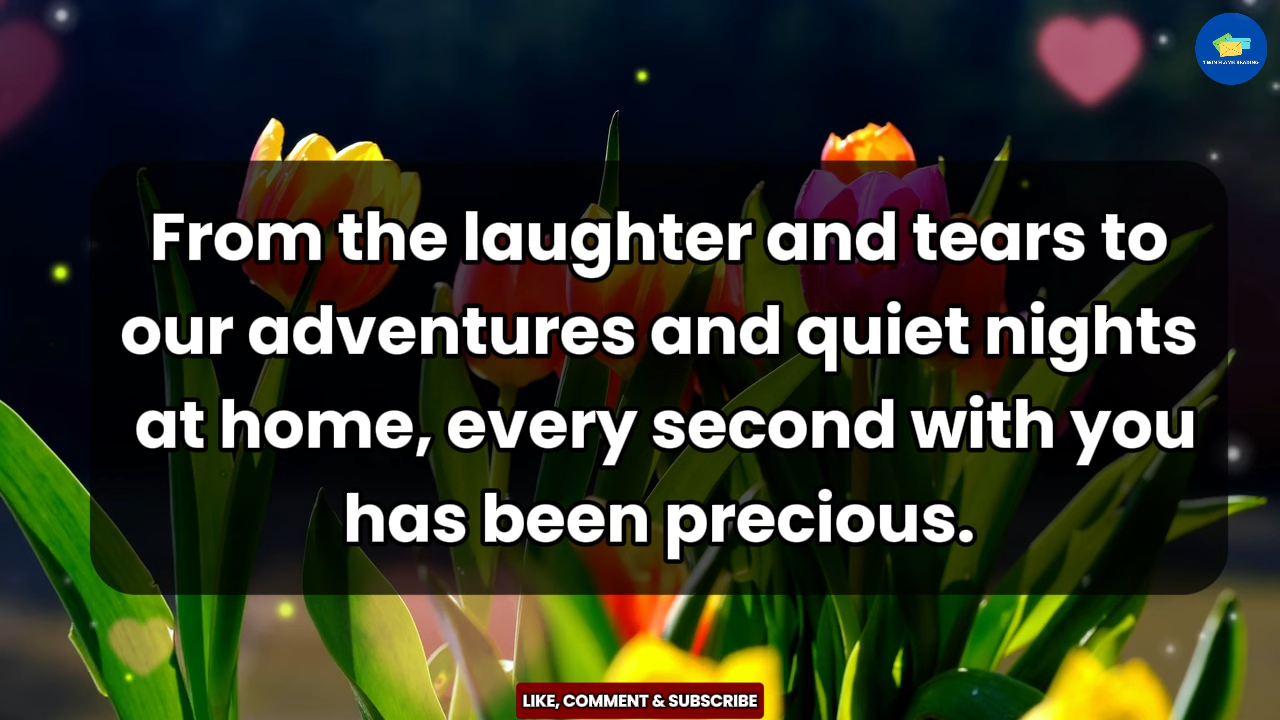 From the laughter and tears to
our adventures and quiet nights
at home, every second with you
has been precious.
LIKE, COMMENT & SUBSCRIBE